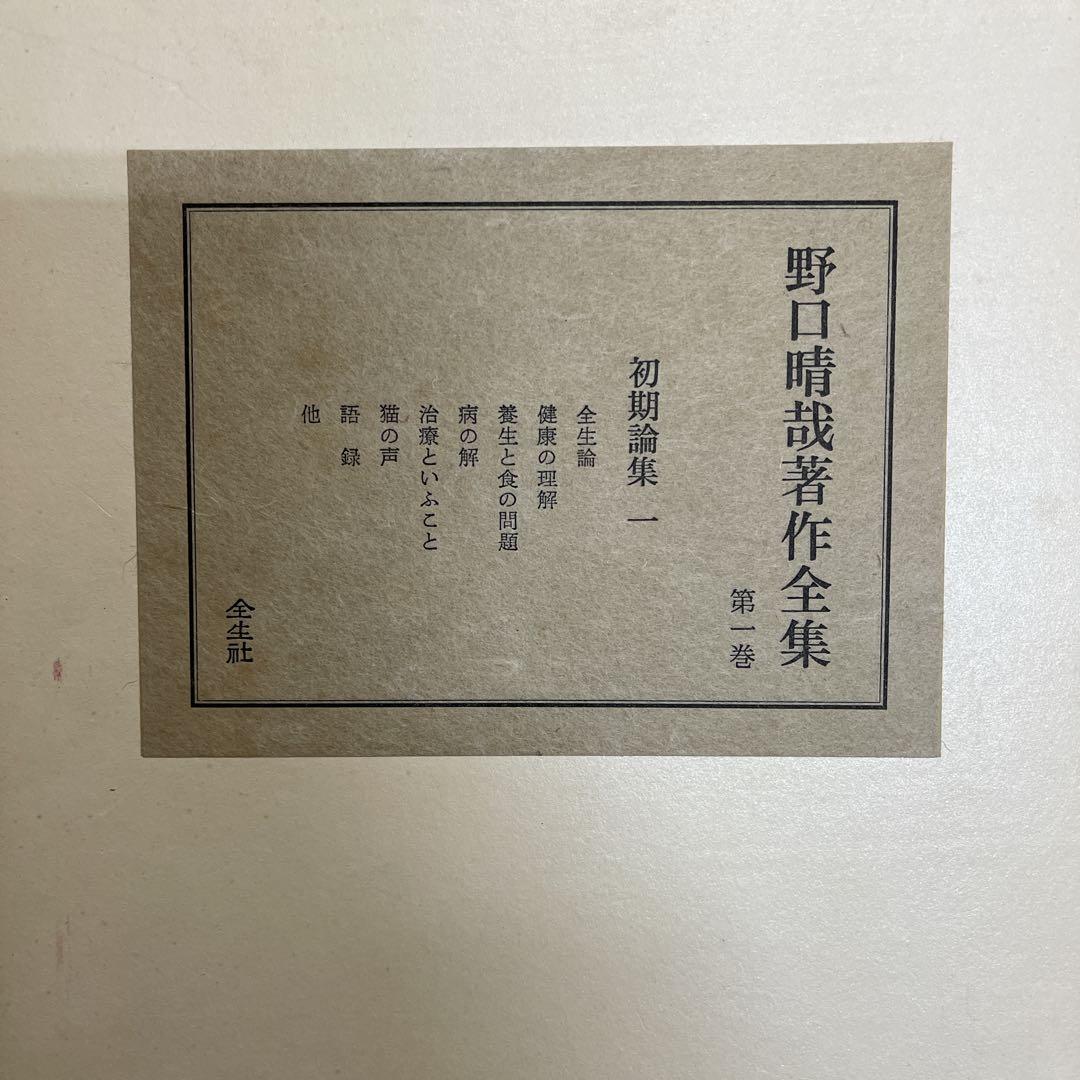 野口晴哉著作全集
第一巻
初期論集 一
全生論
健康の理解
養生と食の問題
病の解
治療といふこと
猫の声
語録
他
全生社